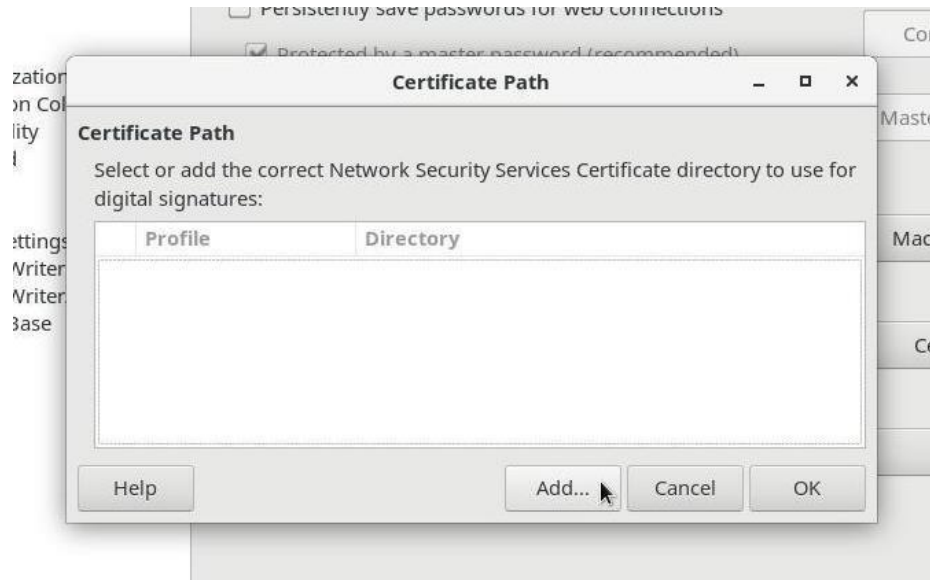 Persistently save passwords for web connections
Protected by a master password (recommended)
Certificate Path
Certificate Path
Select or add the correct Network Security Services Certificate directory to use for
digital signatures:
Profile Directory
Help Add... Cancel OK